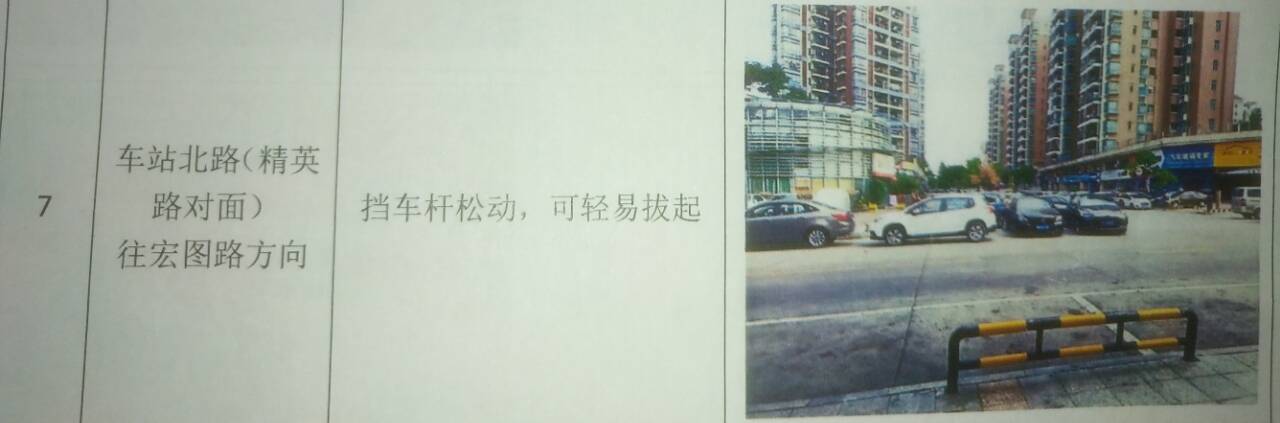 7
车站北路(精英
路对面)
往宏图路方向
挡车杆松动，可轻易拔起